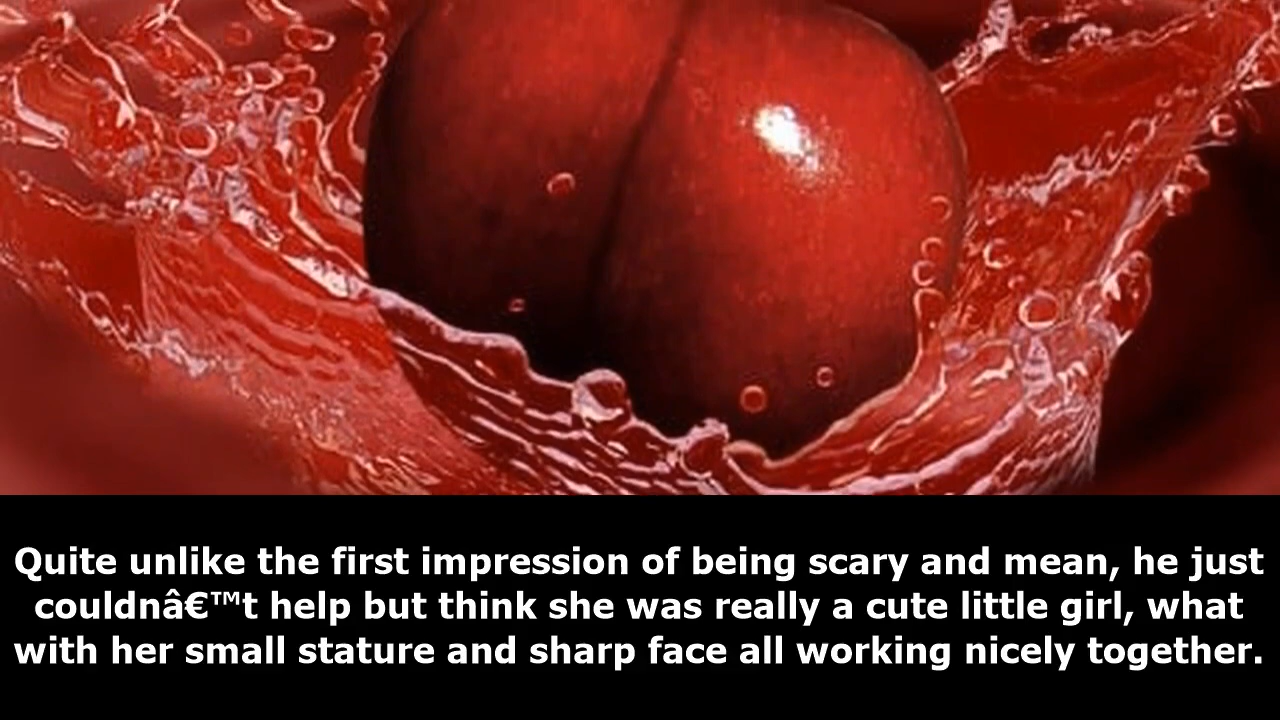 Quite unlike the first impression of being scary and mean, he just
couldnâ€™t help but think she was really a cute little girl, what
with her small stature and sharp face all working nicely together.